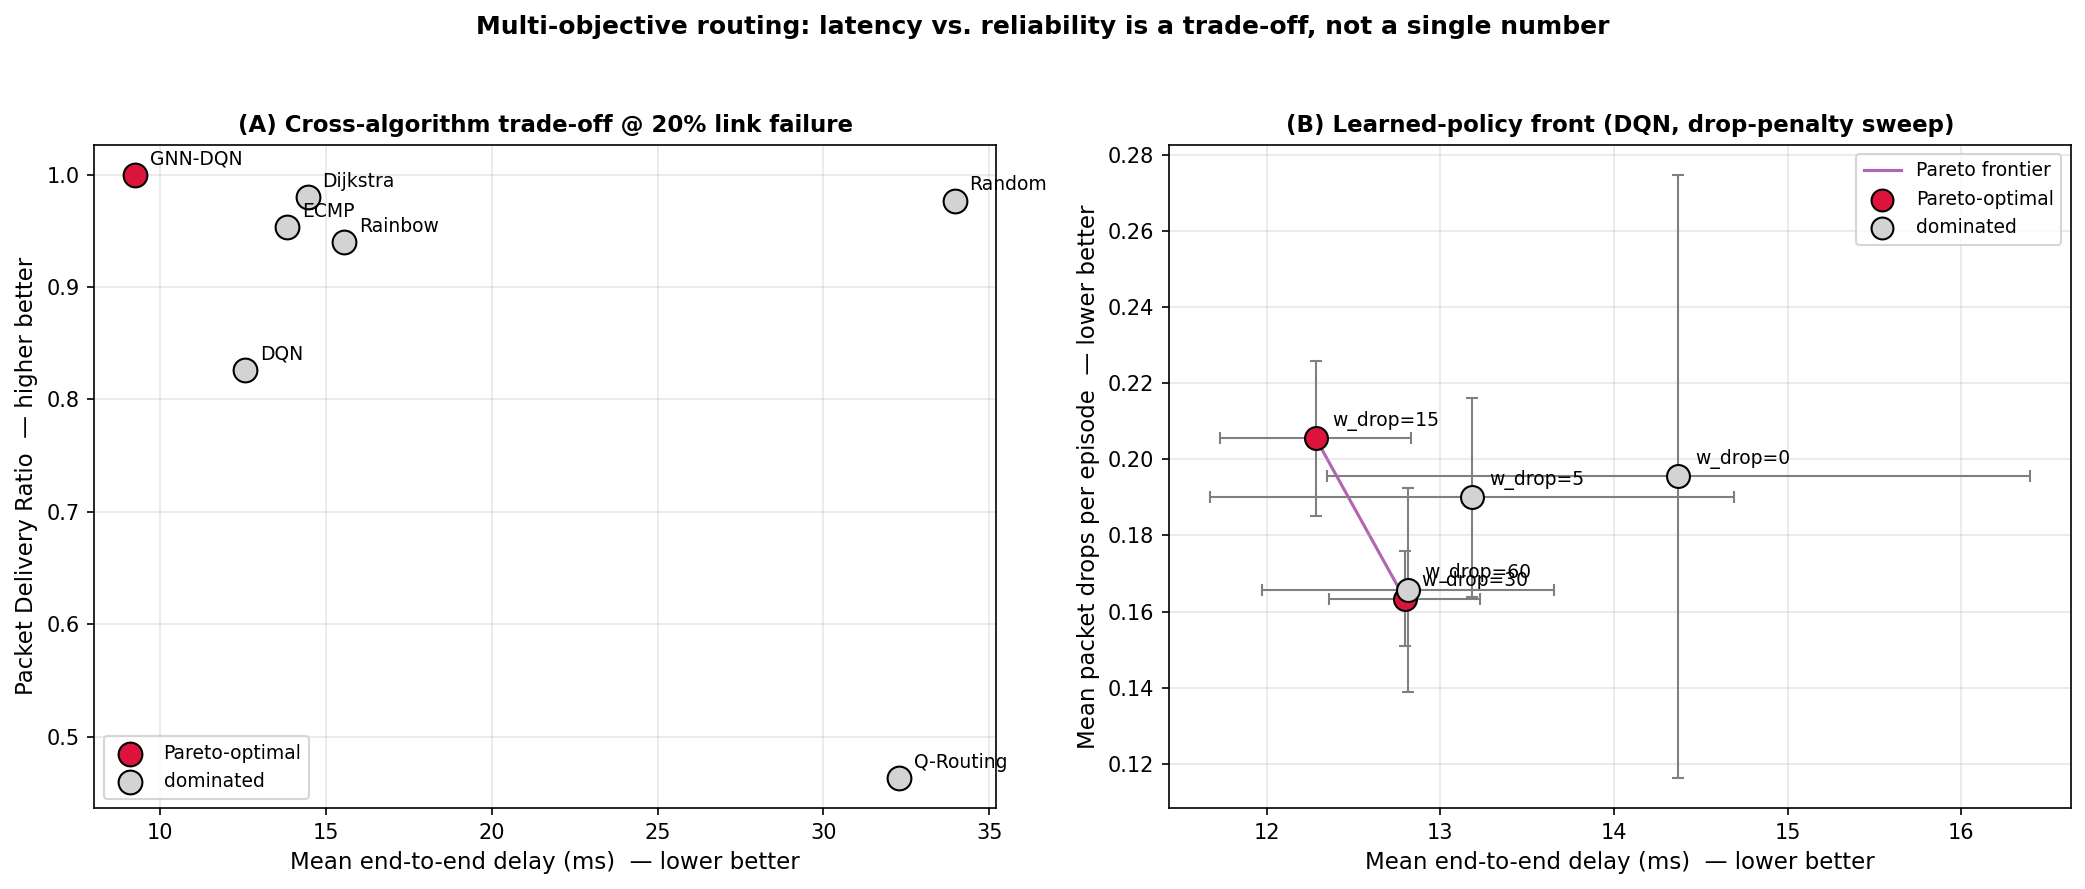 Multi-objective routing: latency vs. reliability is a trade-off, not a single number
(A) Cross-algorithm trade-off @ 20% link failure
Packet Delivery Ratio — higher better
1.0
0.9
0.8
0.7
0.6
0.5
GNN-DQN
Dijkstra
ECMP
Rainbow
Random
DQN
Q-Routing
Pareto-optimal
dominated
10
15
20
25
30
35
Mean end-to-end delay (ms) — lower better
(B) Learned-policy front (DQN, drop-penalty sweep)
Mean packet drops per episode — lower better
0.28
0.26
0.24
0.22
0.20
0.18
0.16
0.14
0.12
Pareto frontier
Pareto-optimal
dominated
w_drop=15
w_drop=0
w_drop=5
w_drop=60
w_drop=30
12
13
14
15
16
Mean end-to-end delay (ms) — lower better